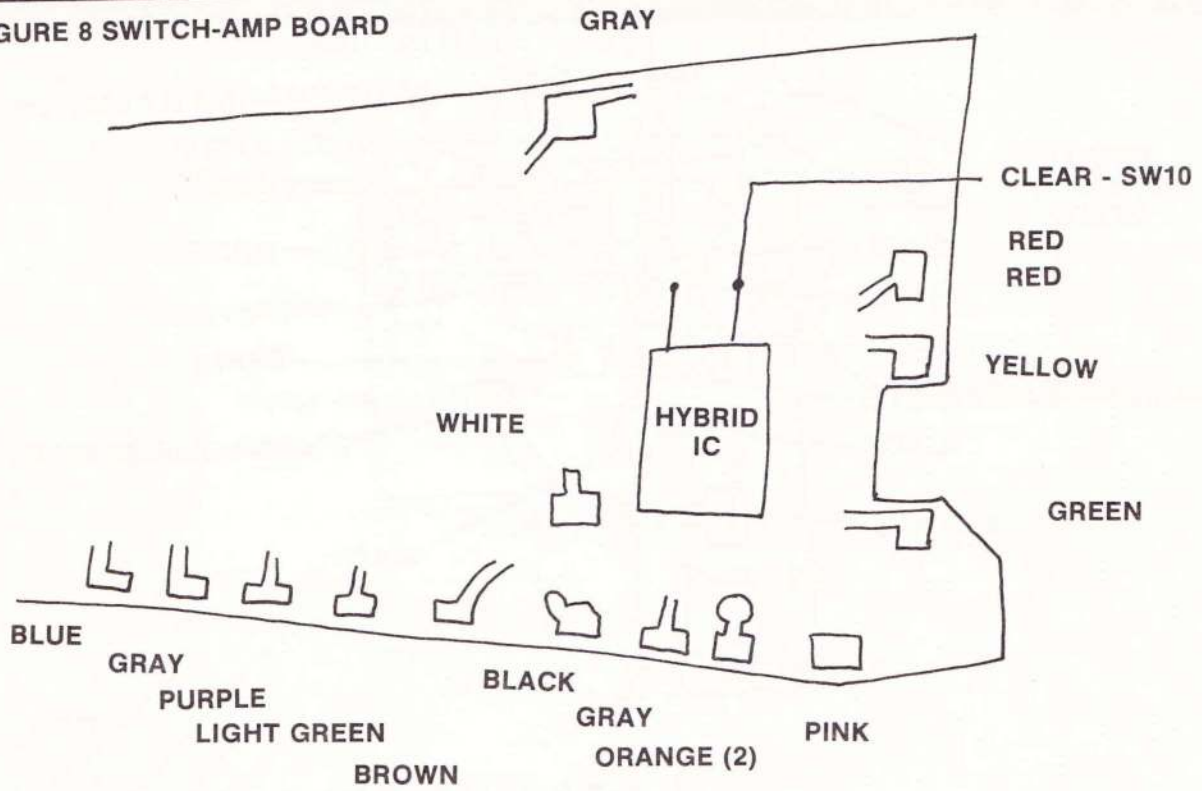 GURE 8 SWITCH-AMP BOARD
GRAY
CLEAR - SW10
RED
RED
YELLOW
WHITE
HYBRID
IC
GREEN
BLUE
GRAY
PURPLE
LIGHT GREEN
BROWN
BLACK
GRAY
ORANGE (2)
PINK